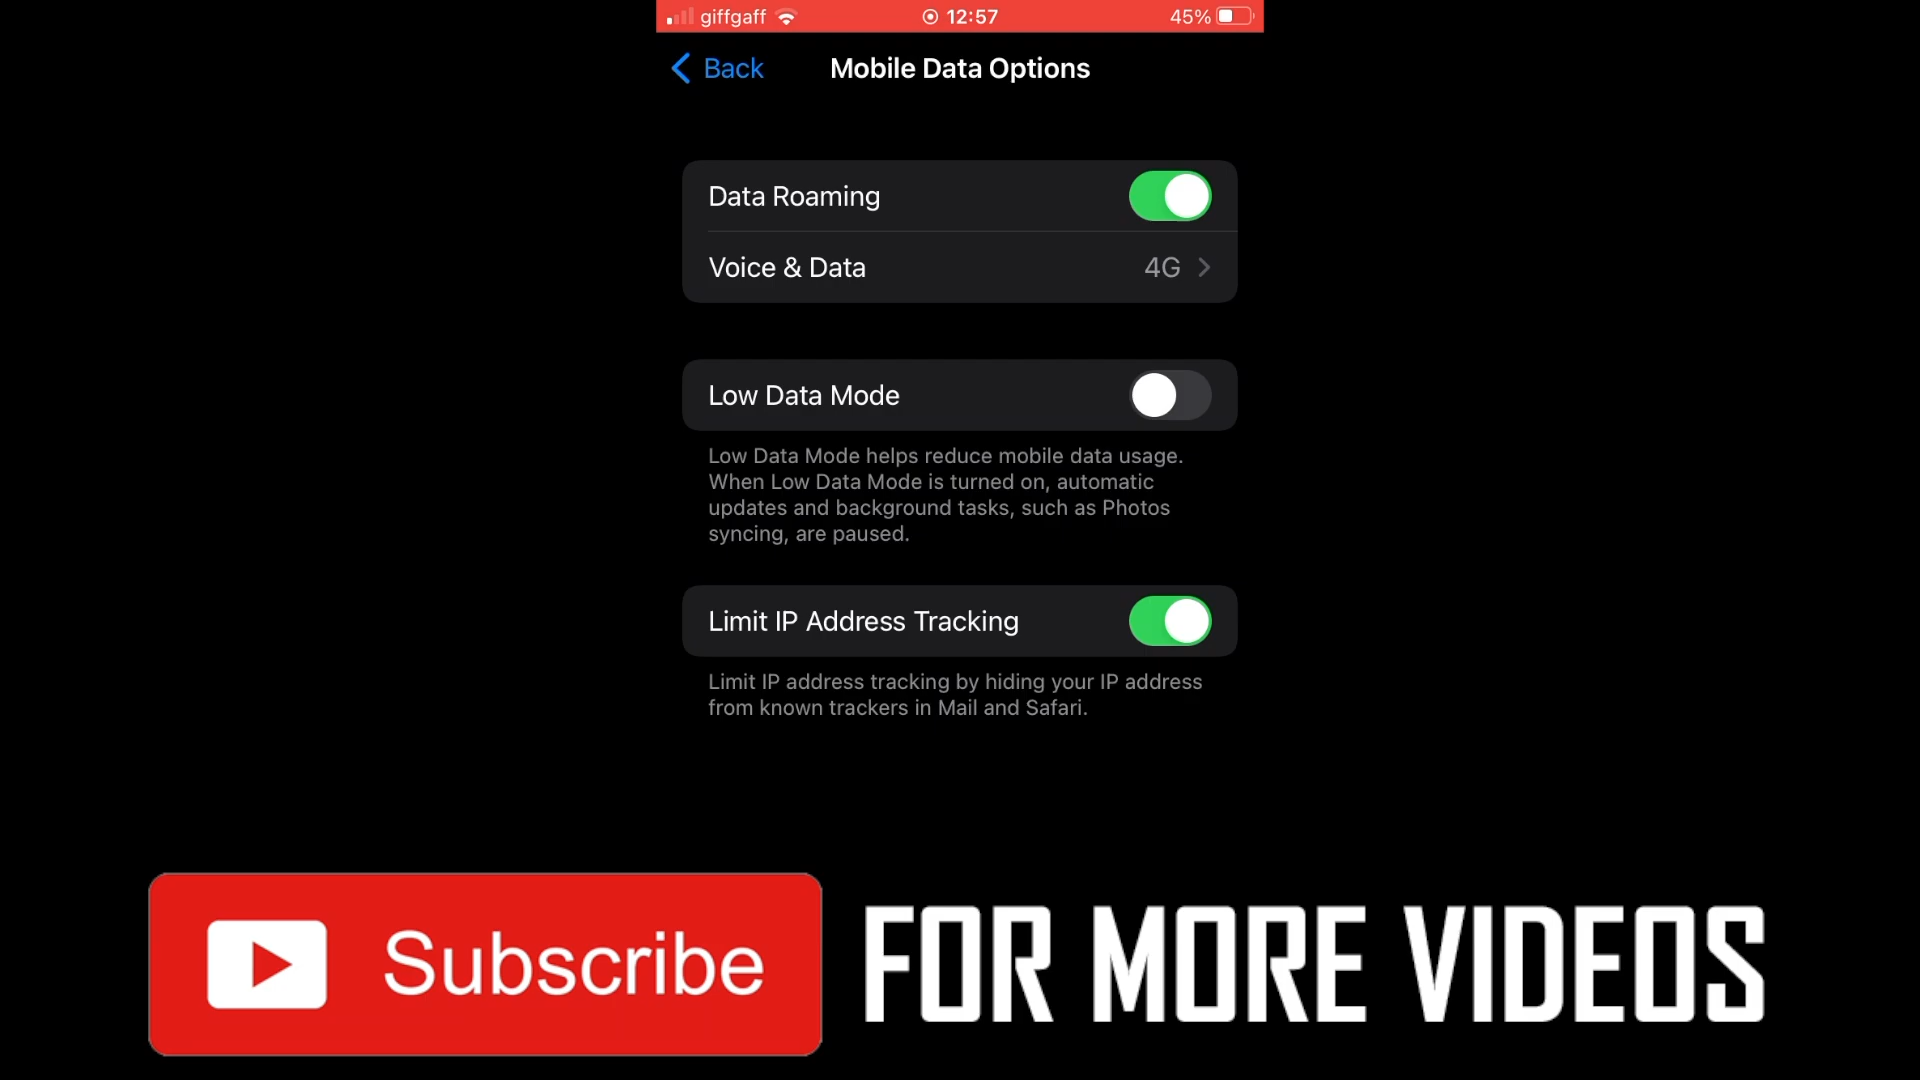 giffgaff 12:57 45%
Back Mobile Data Options
Data Roaming
Voice & Data 4G
Low Data Mode
Low Data Mode helps reduce mobile data usage.
When Low Data Mode is turned on, automatic
updates and background tasks, such as Photos
syncing, are paused.
Limit IP Address Tracking
Limit IP address tracking by hiding your IP address
from known trackers in Mail and Safari.
Subscribe FOR MORE VIDEOS